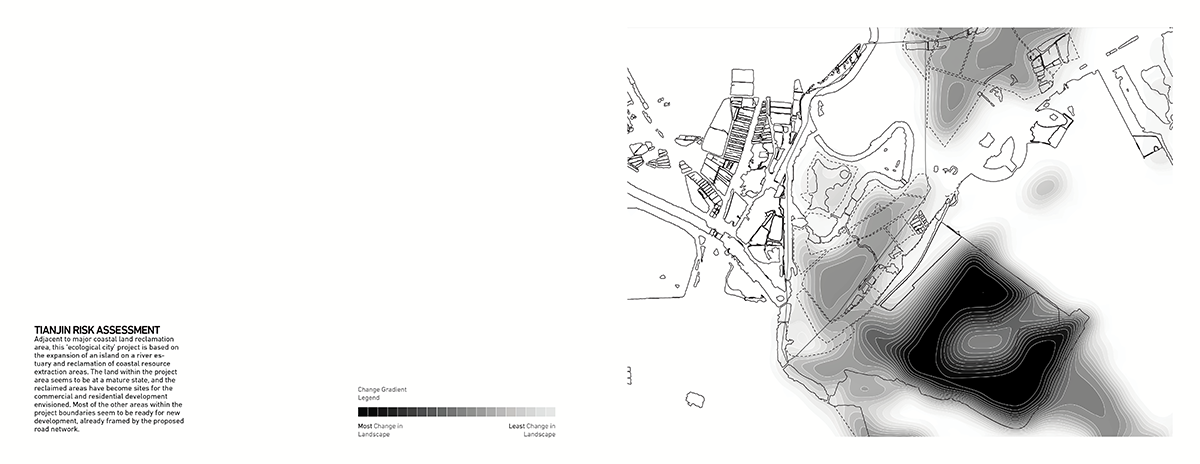 TIANJIN RISK ASSESSMENT
Adjacent to major coastal land reclamation
area, this 'ecological city' project is based on
the expansion of an island on a river es-
tuary and reclamation of coastal resource
extraction areas. The land within the project
area seems to be at a mature state, and the
reclaimed areas have become sites for the
commercial and residential development
envisioned. Most of the other areas within the
project boundaries seem to be ready for new
development, already framed by the proposed
road network.
Change Gradient
Legend
Most Change in
Landscape
Least Change in
Landscape